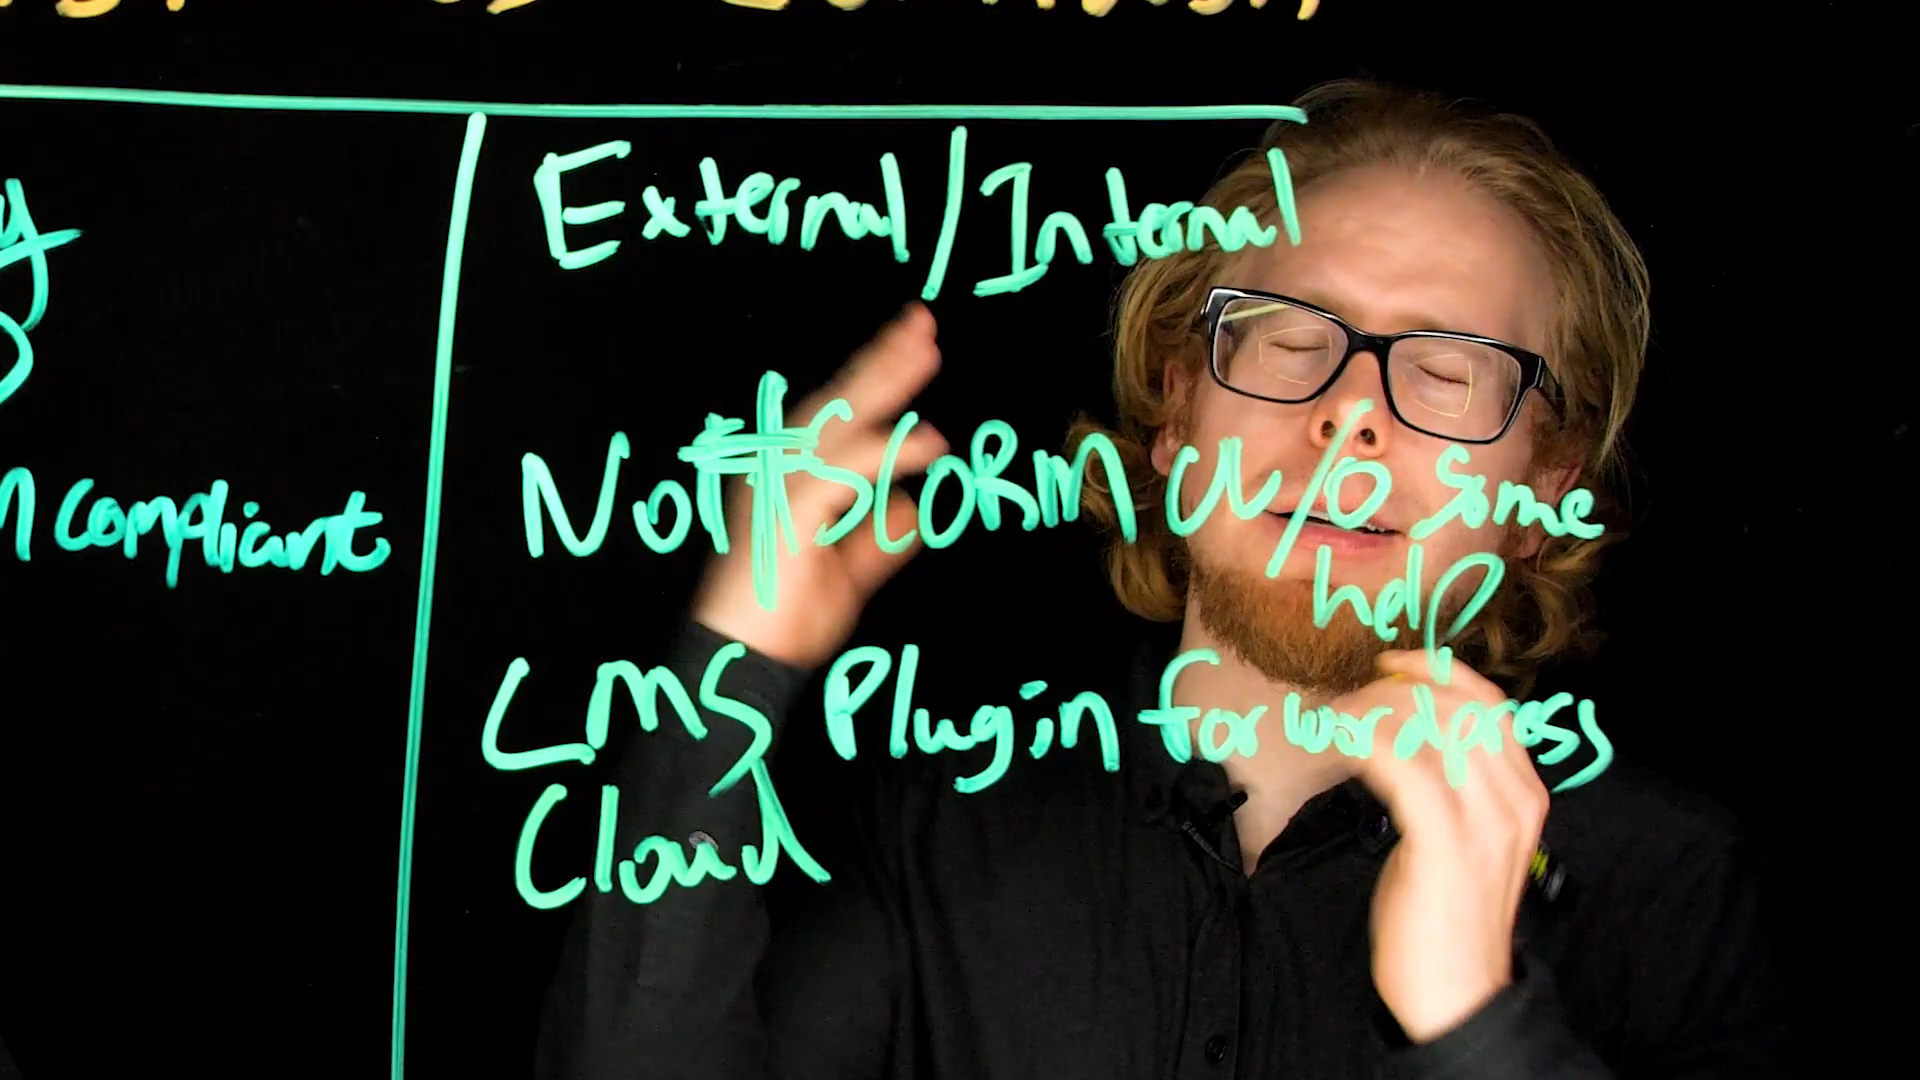 External/Internal
compliant
Not SCORM w/o some
help
LMS Plugin for wordpress
Cloud